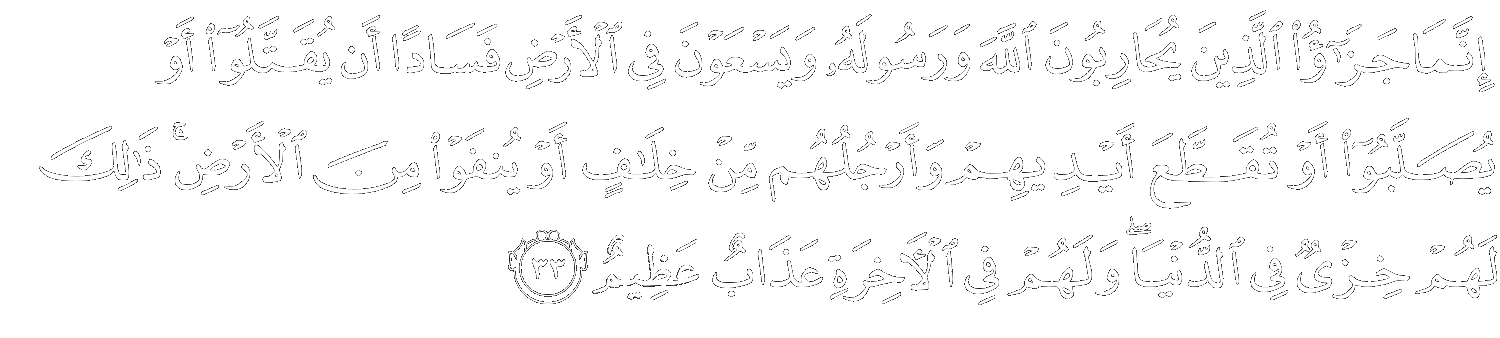 إِنَّمَا جَزَٰٓؤُا۟ ٱلَّذِينَ يُحَارِبُونَ ٱللَّهَ وَرَسُولَهُۥ وَيَسْعَوْنَ فِى ٱلْأَرْضِ فَسَادًا أَن يُقَتَّلُوٓا۟ أَوْ
يُصَلَّبُوٓا۟ أَوْ تُقَطَّعَ أَيْدِيهِمْ وَأَرْجُلُهُم مِّنْ خِلَٰفٍ أَوْ يُنفَوْا۟ مِنَ ٱلْأَرْضِ ۚ ذَٰلِكَ
لَهُمْ خِزْىٌ فِى ٱلدُّنْيَا ۖ وَلَهُمْ فِى ٱلْأَخِرَةِ عَذَابٌ عَظِيمٌ ٣٣